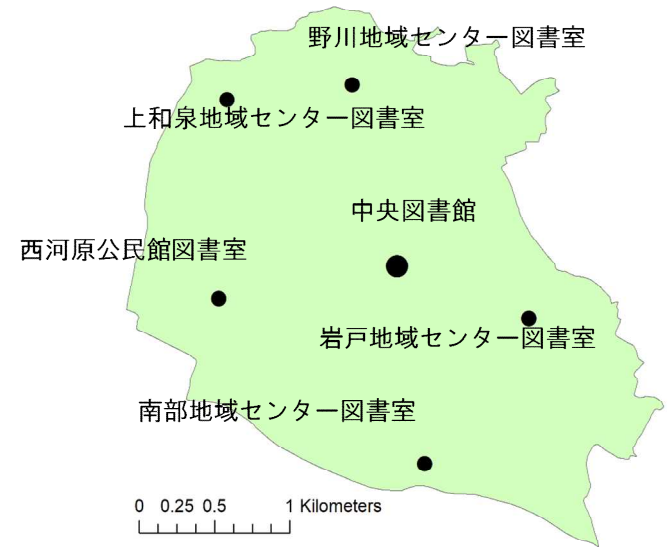 野川地域センター図書室
上和泉地域センター図書室
中央図書館
西河原公民館図書室
岩戸地域センター図書室
南部地域センター図書室
0 0.25 0.5 1 Kilometers